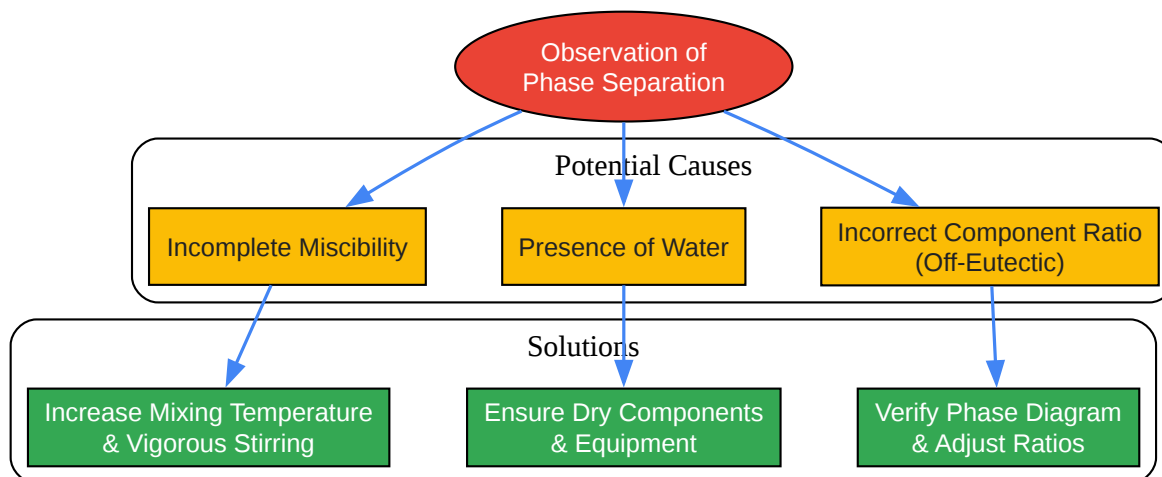 Observation of
Phase Separation
Potential Causes
Incomplete Miscibility
Presence of Water
Incorrect Component Ratio
(Off-Eutectic)
Solutions
Increase Mixing Temperature
& Vigorous Stirring
Ensure Dry Components
& Equipment
Verify Phase Diagram
& Adjust Ratios